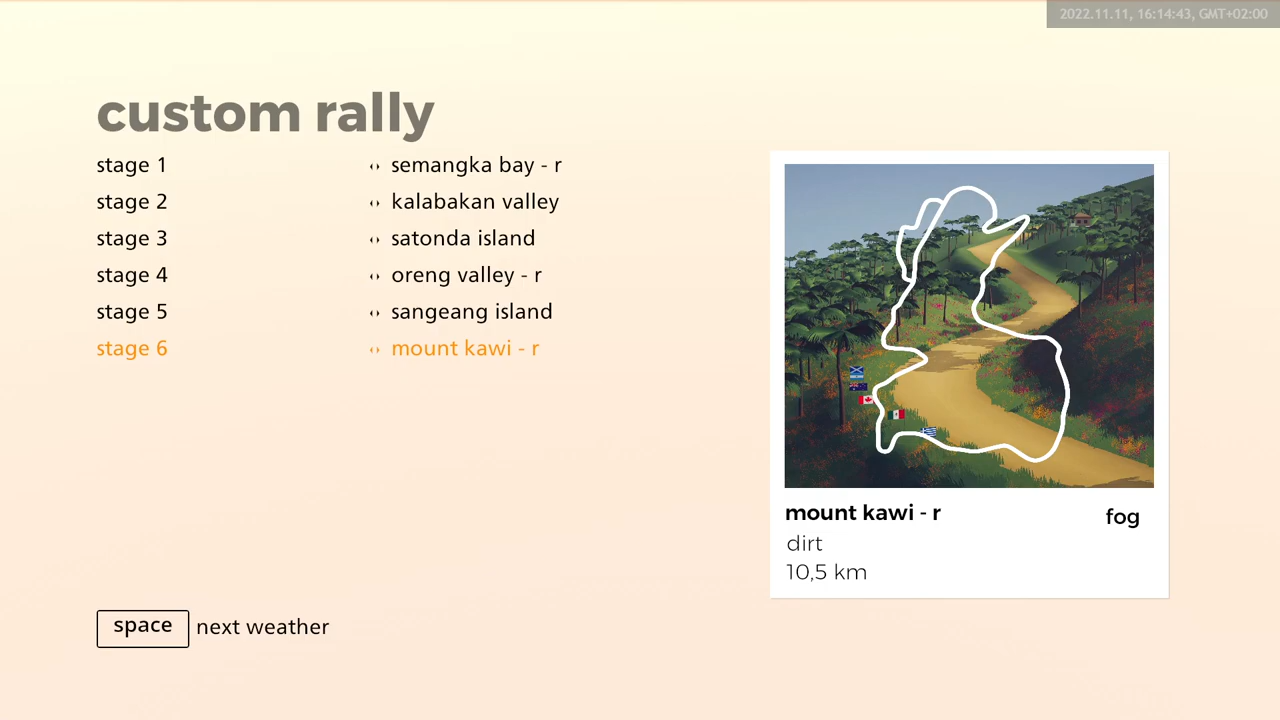 2022.11.11, 16:14:43, GMT+02:00
custom rally
stage 1 semangka bay - r
stage 2 kalabakan valley
stage 3 satonda island
stage 4 oreng valley - r
stage 5 sangeang island
stage 6 mount kawi - r
mount kawi - r fog
dirt
10,5 km
space next weather